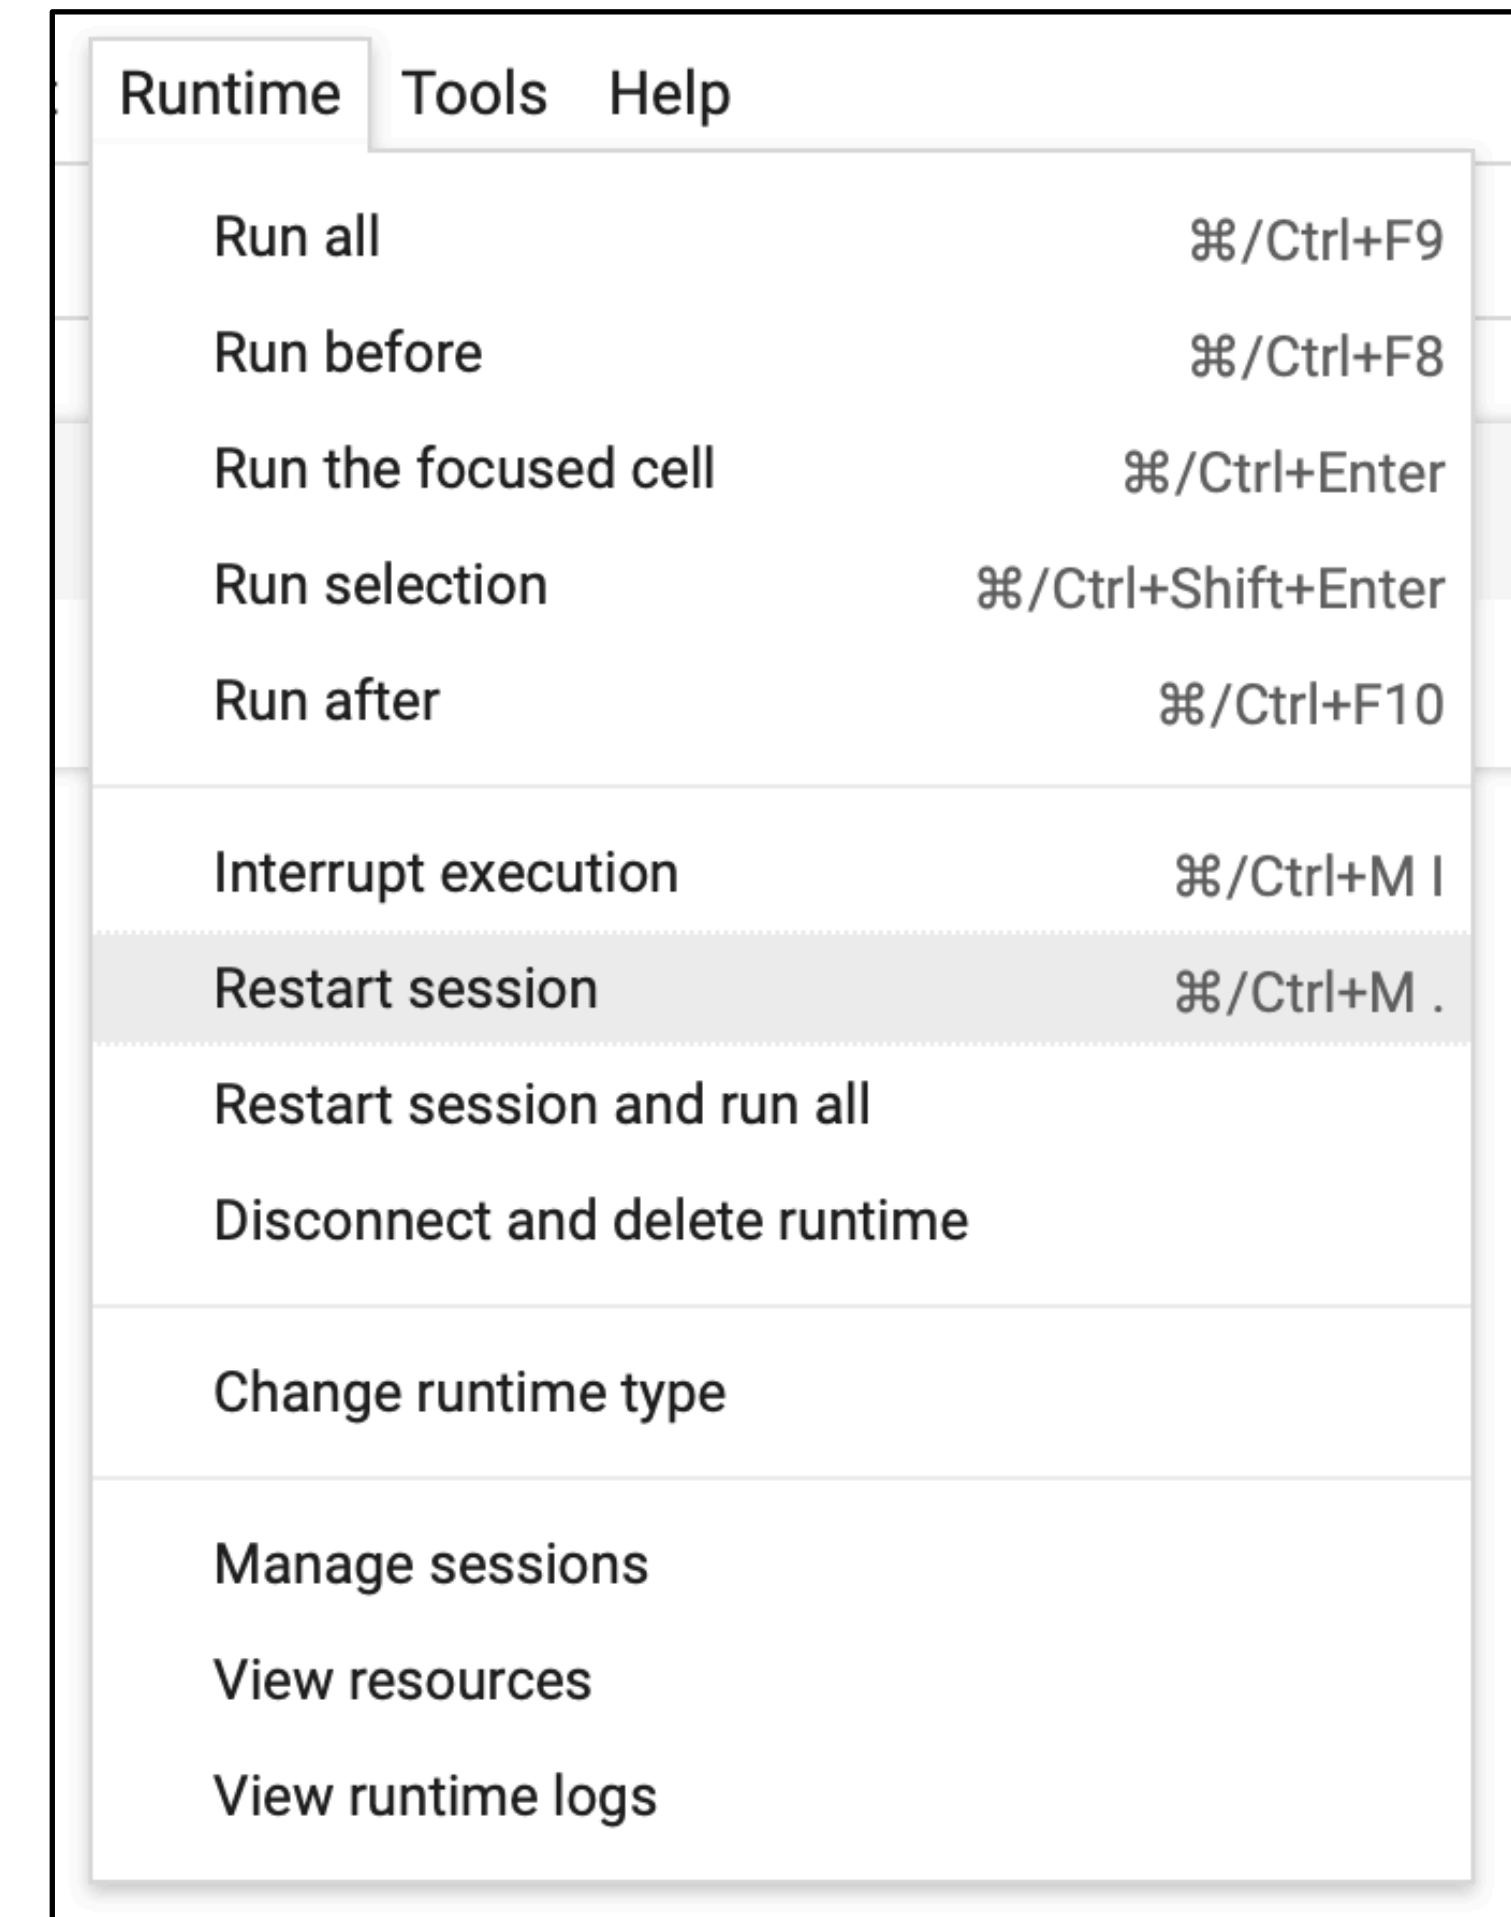 Runtime Tools Help
Run all ⌘/Ctrl+F9
Run before ⌘/Ctrl+F8
Run the focused cell ⌘/Ctrl+Enter
Run selection ⌘/Ctrl+Shift+Enter
Run after ⌘/Ctrl+F10
Interrupt execution ⌘/Ctrl+M I
Restart session ⌘/Ctrl+M .
Restart session and run all
Disconnect and delete runtime
Change runtime type
Manage sessions
View resources
View runtime logs